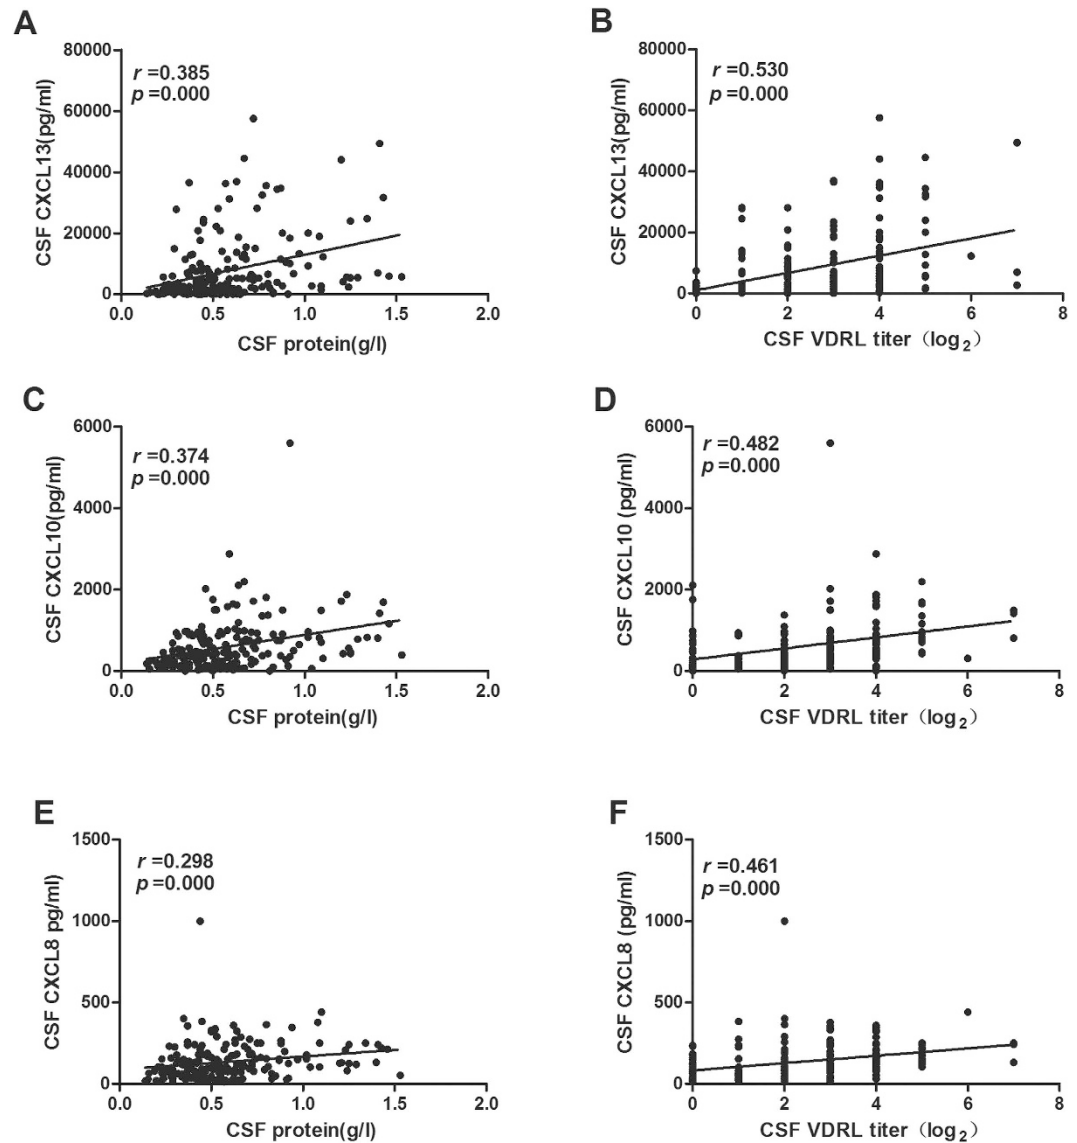 A
CSF CXCL13(pg/ml)
80000
60000
40000
20000
0
r =0.385
p =0.000
0.0 0.5 1.0 1.5 2.0
CSF protein(g/l)
B
CSF CXCL13(pg/ml)
80000
60000
40000
20000
0
r =0.530
p =0.000
0 2 4 6 8
CSF VDRL titer（log2）
C
CSF CXCL10(pg/ml)
6000
4000
2000
0
r =0.374
p =0.000
0.0 0.5 1.0 1.5 2.0
CSF protein(g/l)
D
CSF CXCL10 (pg/ml)
6000
4000
2000
0
r =0.482
p =0.000
0 2 4 6 8
CSF VDRL titer（log2）
E
CSF CXCL8 pg/ml)
1500
1000
500
0
r =0.298
p =0.000
0.0 0.5 1.0 1.5 2.0
CSF protein(g/l)
F
CSF CXCL8 (pg/ml)
1500
1000
500
0
r =0.461
p =0.000
0 2 4 6 8
CSF VDRL titer（log2）